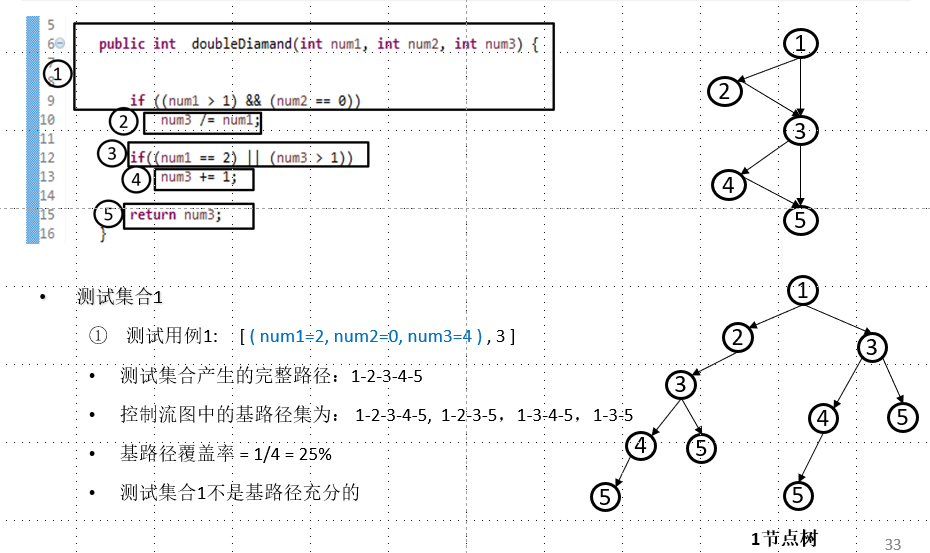 5
6
public int doubleDiamand(int num1, int num2, int num3) {
①
8
9
if ((num1 > 1) && (num2 == 0))
②
10
num3 /= num1;
11
③
12
if((num1 == 2) || (num3 > 1))
④
13
num3 += 1;
14
⑤
15
return num3;
16
}
1
2
3
4
5
• 测试集合1
① 测试用例1: [ ( num1=2, num2=0, num3=4 ) , 3 ]
• 测试集合产生的完整路径：1-2-3-4-5
• 控制流图中的基路径集为： 1-2-3-4-5, 1-2-3-5，1-3-4-5，1-3-5
• 基路径覆盖率 = 1/4 = 25%
• 测试集合1不是基路径充分的
1
2
3
3
4
5
4
5
5
5
1节点树
33